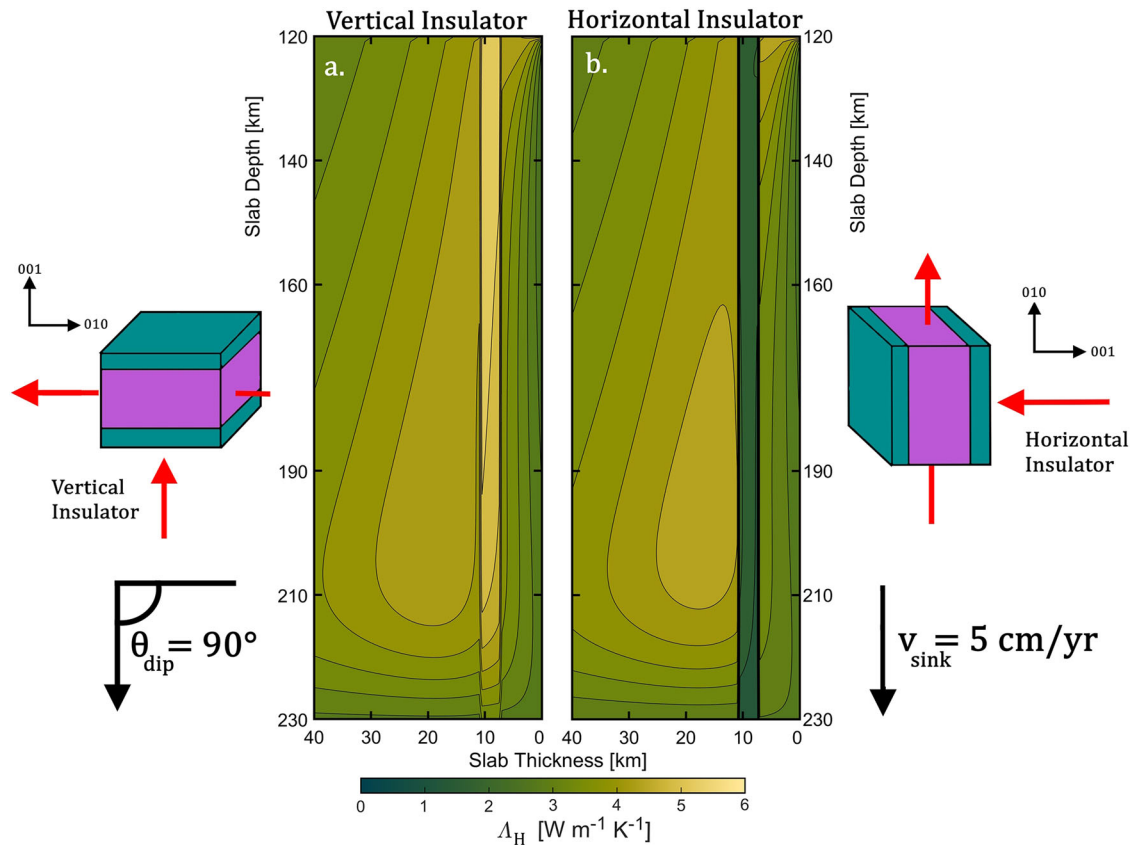 Vertical Insulator
Horizontal Insulator
a.
b.
Slab Depth [km]
120
140
160
190
210
230
120
140
160
190
210
230
Slab Depth [km]
001
010
Vertical
Insulator
010
001
Horizontal
Insulator
θdip = 90°
vsink = 5 cm/yr
40 30 20 10 0
40 30 20 10 0
Slab Thickness [km]
0 1 2 3 4 5 6
ΛH [W m⁻¹ K⁻¹]